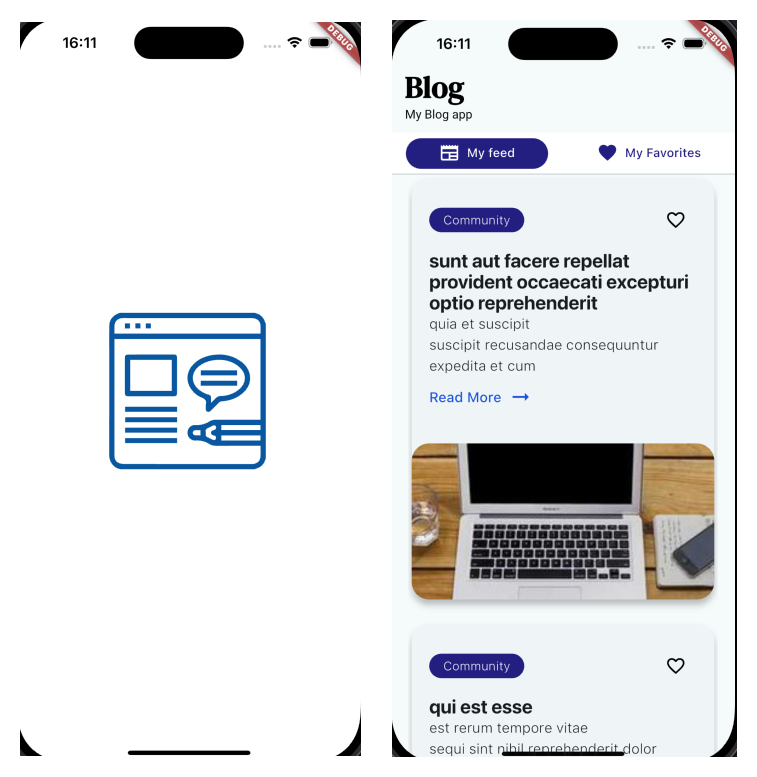 16:11
DEBUG
16:11
DEBUG
Blog
My Blog app
My feed
My Favorites
Community
sunt aut facere repellat
provident occaecati excepturi
optio reprehenderit
quia et suscipit
suscipit recusandae consequuntur
expedita et cum
Read More
Community
qui est esse
est rerum tempore vitae
sequi sint nihil reprehenderit dolor